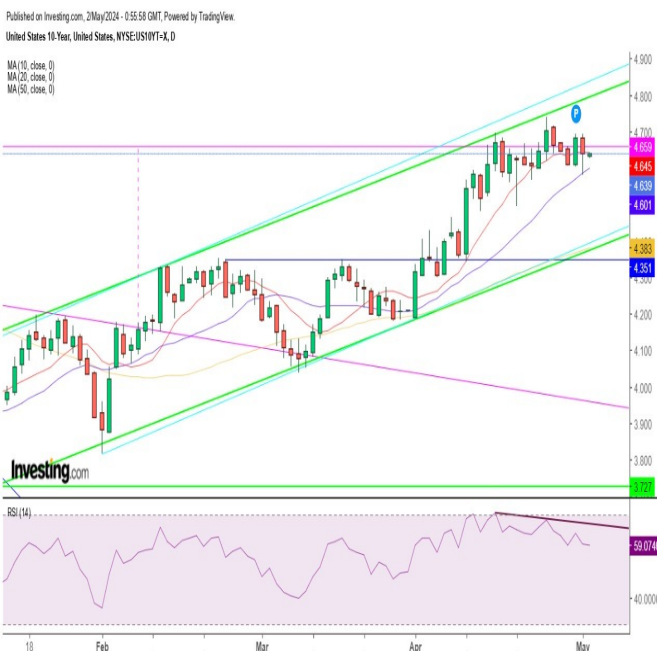 Published on Investing.com, 2/May/2024 - 0:55:58 GMT, Powered by TradingView.
United States 10-Year, United States, NYSE:US10YT=X, D
MA (10, close, 0)
MA (20, close, 0)
MA (50, close, 0)
4.900
4.800
P
4.700
4.659
4.645
4.639
4.601
4.383
4.351
4.300
4.200
4.100
4.000
3.900
3.800
Investing.com
3.727
RSI (14)
59.0740
40.0000
18
Feb
Mar
Apr
May